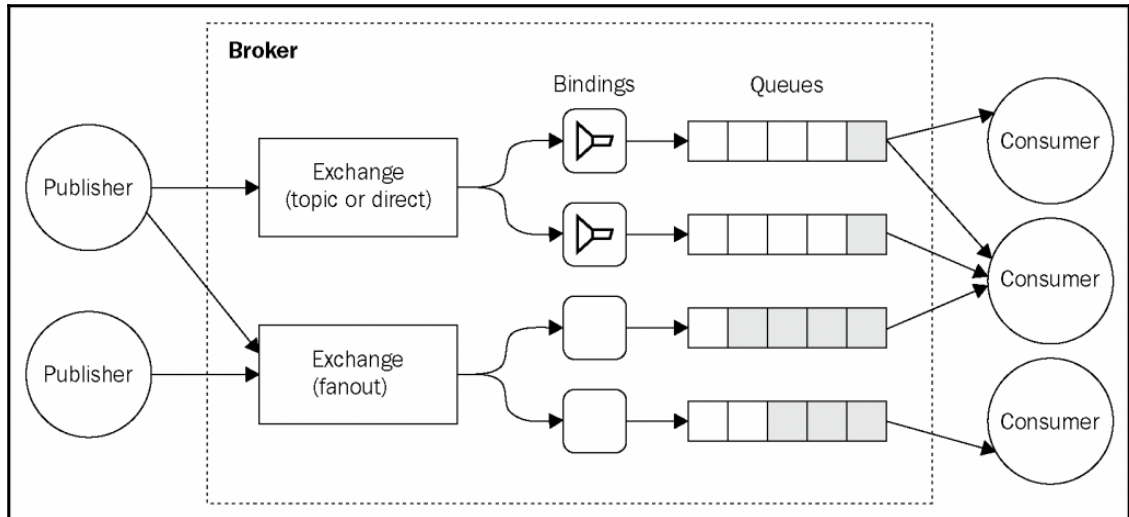 Broker
Bindings
Queues
Publisher
Exchange
(topic or direct)
Consumer
Consumer
Publisher
Exchange
(fanout)
Consumer